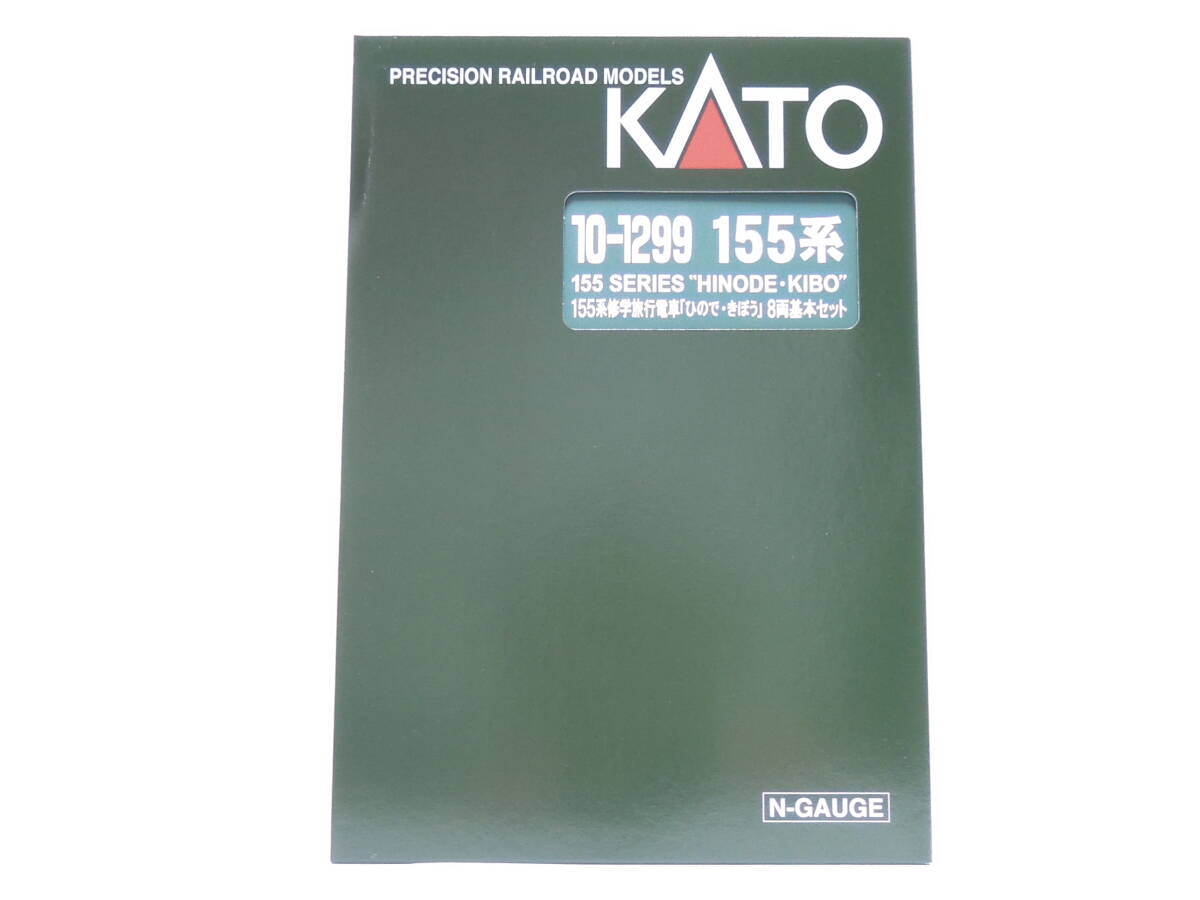 PRECISION RAILROAD MODELS
KATO
10-1299 155系
155 SERIES "HINODE・KIBO"
155系修学旅行電車「ひので・きぼう」8両基本セット
N-GAUGE